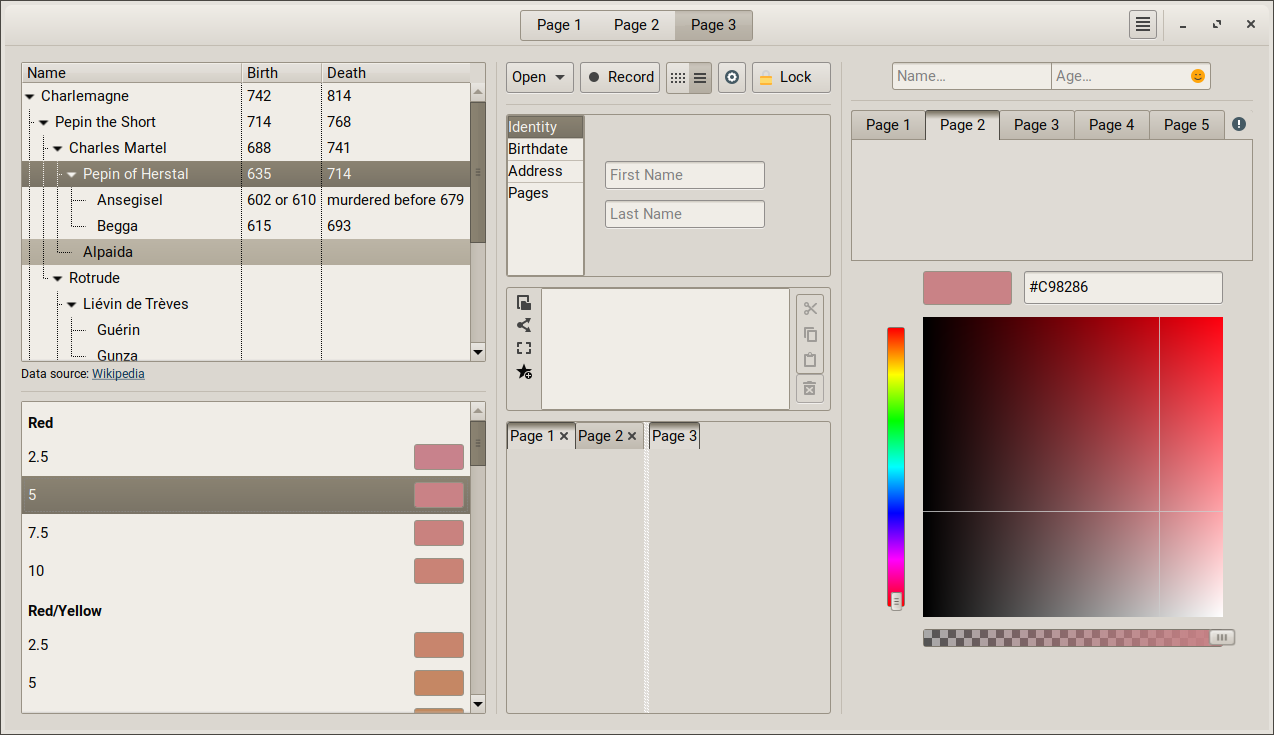 Page 1 Page 2 Page 3
Name Birth Death
Charlemagne 742 814
Pepin the Short 714 768
Charles Martel 688 741
Pepin of Herstal 635 714
Ansegisel 602 or 610 murdered before 679
Begga 615 693
Alpaida
Rotrude
Liévin de Trèves
Guérin
Gunza
Data source: Wikipedia
Red
2.5
5
7.5
10
Red/Yellow
2.5
5
Open Record Lock
Identity
Birthdate
Address
Pages
First Name
Last Name
Page 1 Page 2 Page 3
Name... Age...
Page 1 Page 2 Page 3 Page 4 Page 5
#C98286